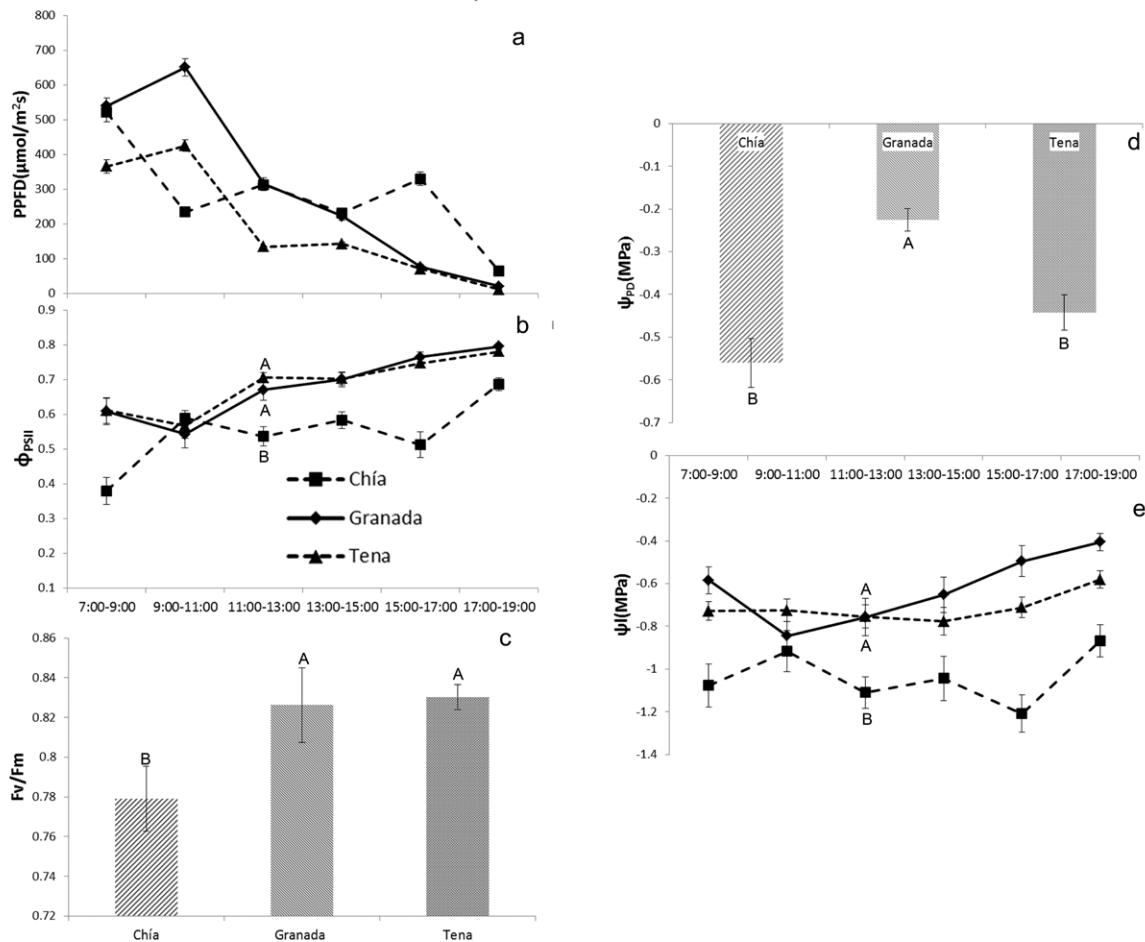 a
800
700
600
500
400
300
200
100
0
PPFD(µmol/m²s)
b
0.9
0.8
0.7
0.6
0.5
0.4
0.3
0.2
0.1
ϕPSII
A
A
B
Chía
Granada
Tena
7:00-9:00 9:00-11:00 11:00-13:00 13:00-15:00 15:00-17:00 17:00-19:00
c
0.86
0.84
0.82
0.8
0.78
0.76
0.74
0.72
Fv/Fm
B
A
A
Chía Granada Tena
d
0
-0.1
-0.2
-0.3
-0.4
-0.5
-0.6
-0.7
ψPD(MPa)
Chía Granada Tena
A
B
B
e
0
-0.2
-0.4
-0.6
-0.8
-1
-1.2
-1.4
ψl(MPa)
7:00-9:00 9:00-11:00 11:00-13:00 13:00-15:00 15:00-17:00 17:00-19:00
A
A
B